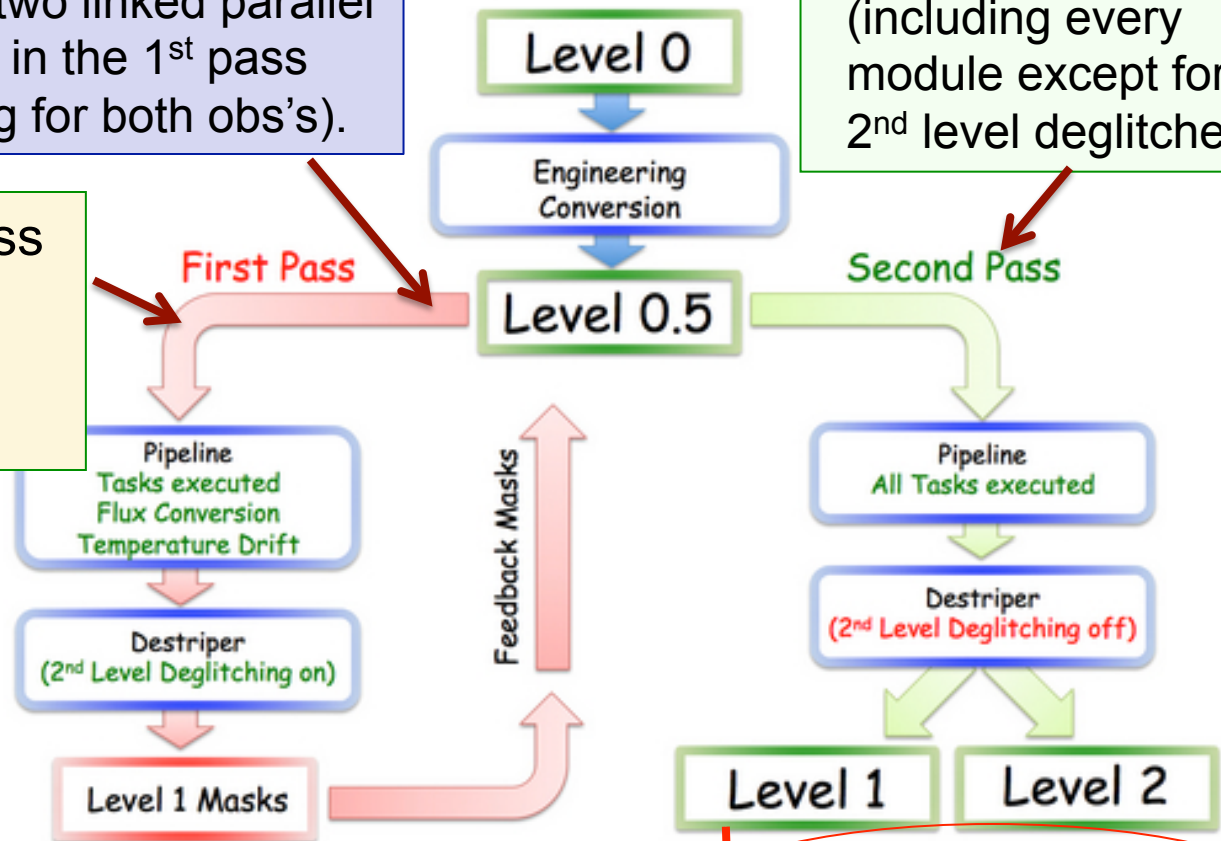 two linked parallel
in the 1st pass
for both obs's).
(including every
module except for
2nd level deglitche
Level 0
Engineering
Conversion
Level 0.5
First Pass
Second Pass
Pipeline
Tasks executed
Flux Conversion
Temperature Drift
Destriper
(2nd Level Deglitching on)
Level 1 Masks
Feedback Masks
Pipeline
All Tasks executed
Destriper
(2nd Level Deglitching off)
Level 1
Level 2